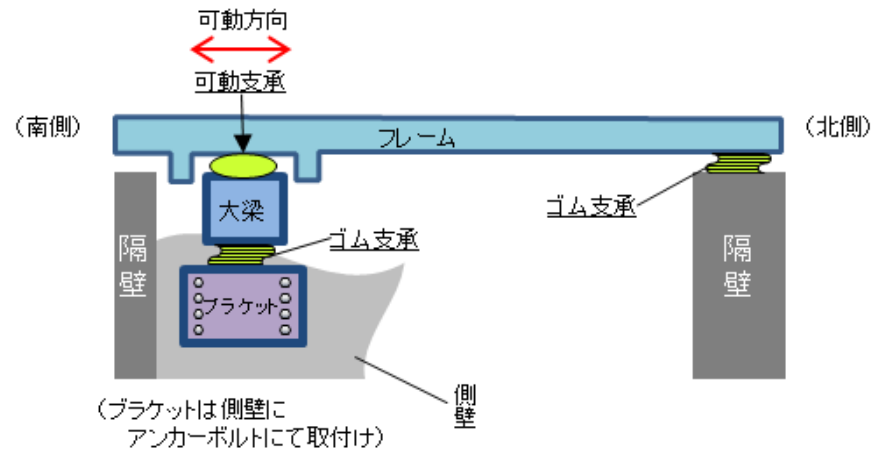 可動方向
可動支承
（南側）
フレーム
（北側）
大梁
ゴム支承
ゴム支承
隔壁
ブラケット
隔壁
側壁
（ブラケットは側壁に
アンカーボルトにて取付け）